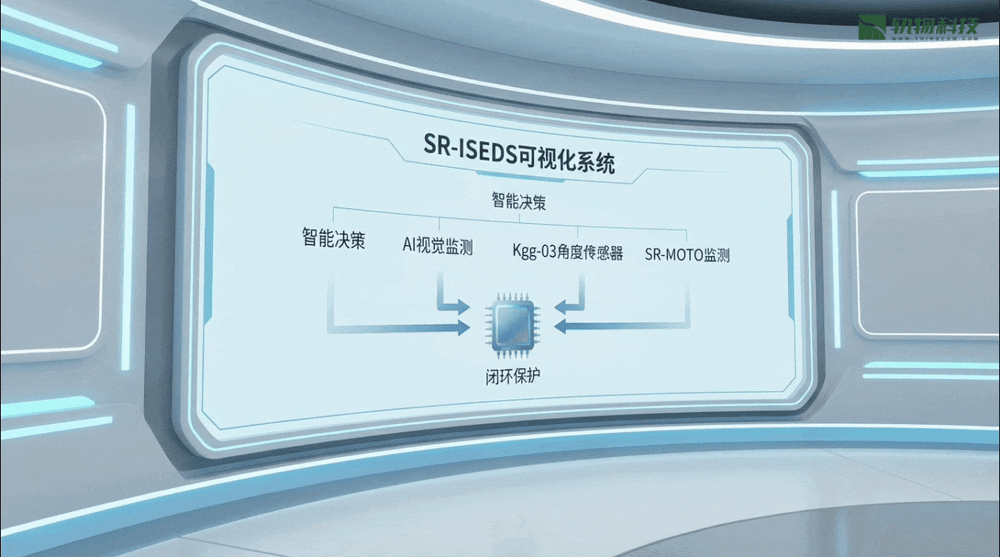 SR-ISEDS可视化系统
智能决策
智能决策
AI视觉监测
Kgg-03角度传感器
SR-MOTO监测
闭环保护